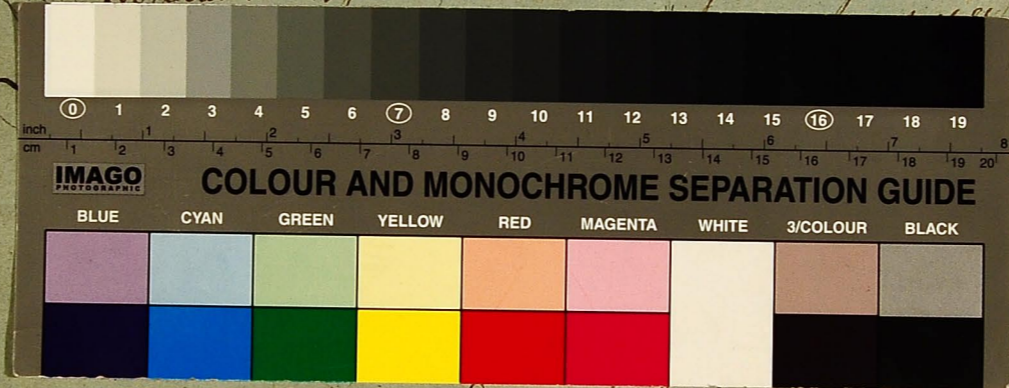 0 1 2 3 4 5 6 7 8 9 10 11 12 13 14 15 16 17 18 19
inch 1 2 3 4 5 6 7 8
cm 1 2 3 4 5 6 7 8 9 10 11 12 13 14 15 16 17 18 19 20
IMAGO
PHOTOGRAPHIC
COLOUR AND MONOCHROME SEPARATION GUIDE
BLUE CYAN GREEN YELLOW RED MAGENTA WHITE 3/COLOUR BLACK